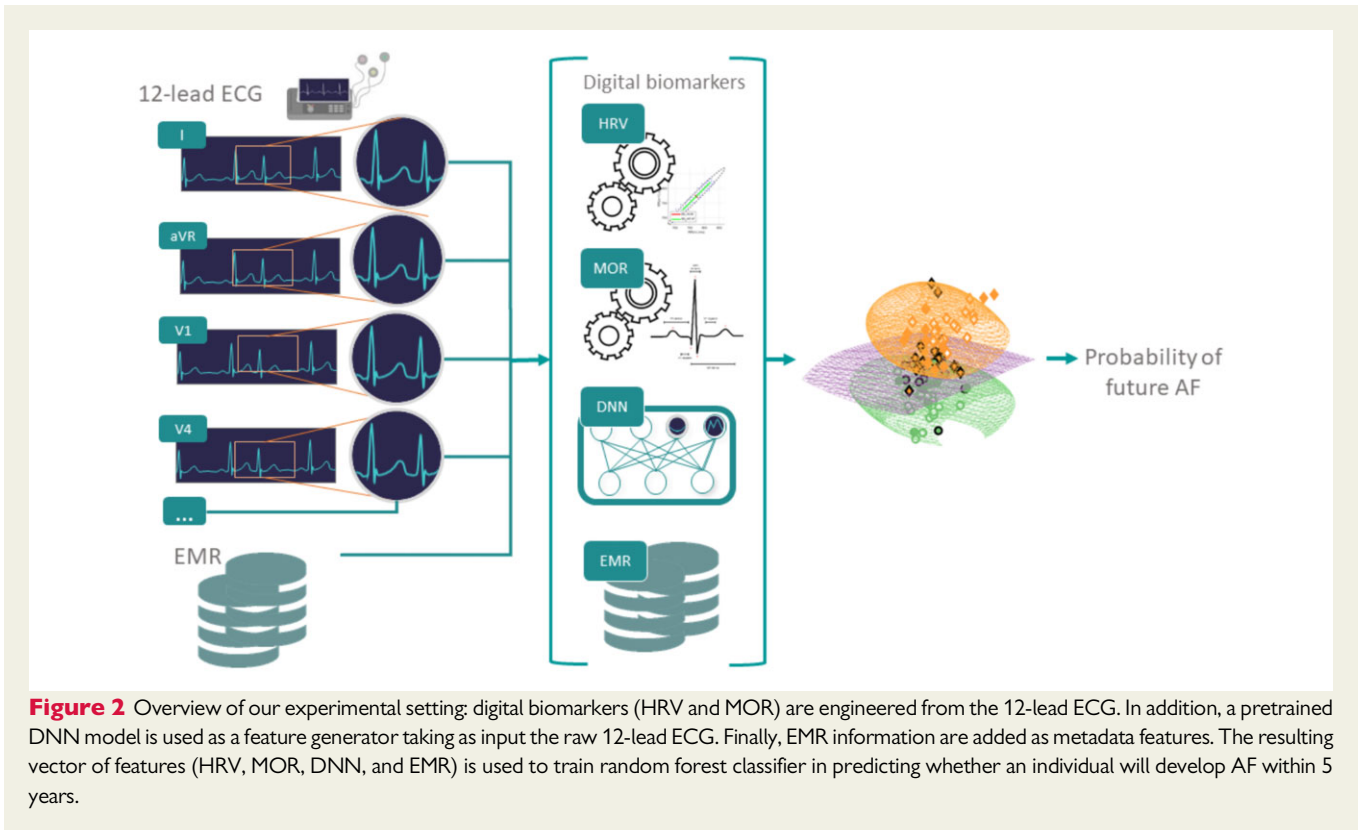 12-lead ECG
I
aVR
V1
V4
...
EMR
Digital biomarkers
HRV
MOR
DNN
EMR
Probability of
future AF
Figure 2 Overview of our experimental setting: digital biomarkers (HRV and MOR) are engineered from the 12-lead ECG. In addition, a pretrained
DNN model is used as a feature generator taking as input the raw 12-lead ECG. Finally, EMR information are added as metadata features. The resulting
vector of features (HRV, MOR, DNN, and EMR) is used to train random forest classifier in predicting whether an individual will develop AF within 5
years.